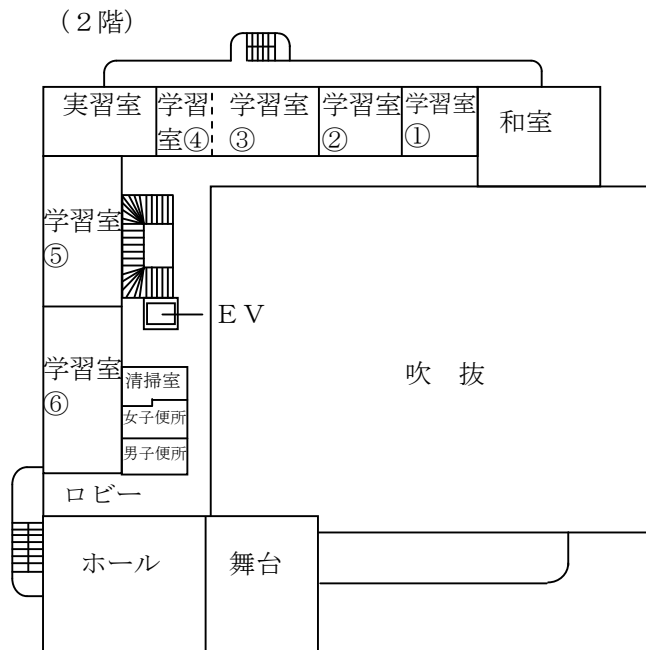 (２階)
実習室
学習
室④
学習室
③
学習室
②
学習室
①
和室
学習室
⑤
ＥＶ
学習室
⑥
清掃室
女子便所
男子便所
吹　抜
ロビー
ホール
舞台